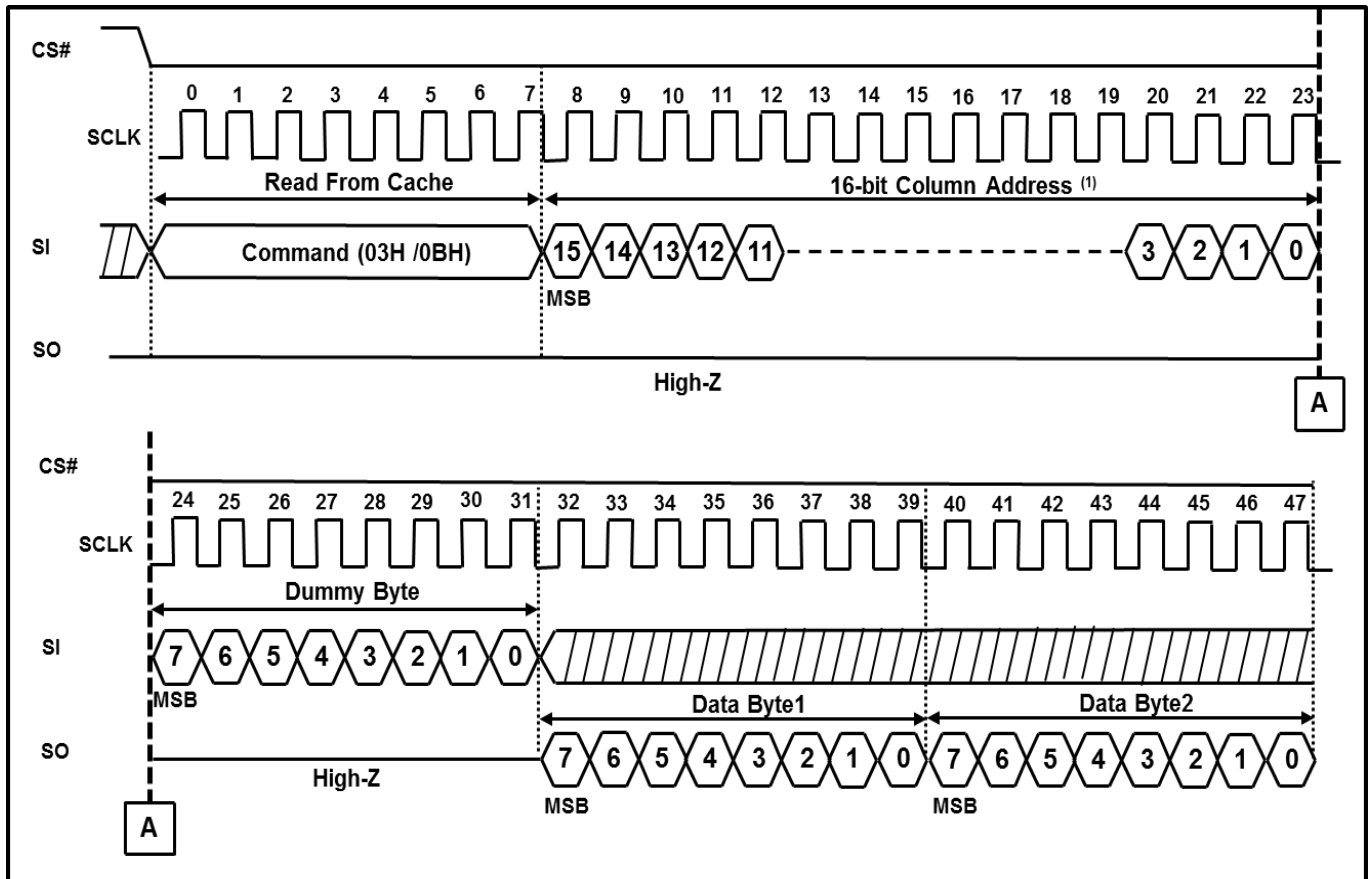 CS#
0 1 2 3 4 5 6 7 8 9 10 11 12 13 14 15 16 17 18 19 20 21 22 23
SCLK
Read From Cache 16-bit Column Address (1)
SI Command (03H /0BH) 15 14 13 12 11 3 2 1 0
MSB
SO
High-Z
A
CS#
24 25 26 27 28 29 30 31 32 33 34 35 36 37 38 39 40 41 42 43 44 45 46 47
SCLK
Dummy Byte
SI 7 6 5 4 3 2 1 0
MSB
Data Byte1 Data Byte2
SO 7 6 5 4 3 2 1 0 7 6 5 4 3 2 1 0
High-Z
MSB MSB
A